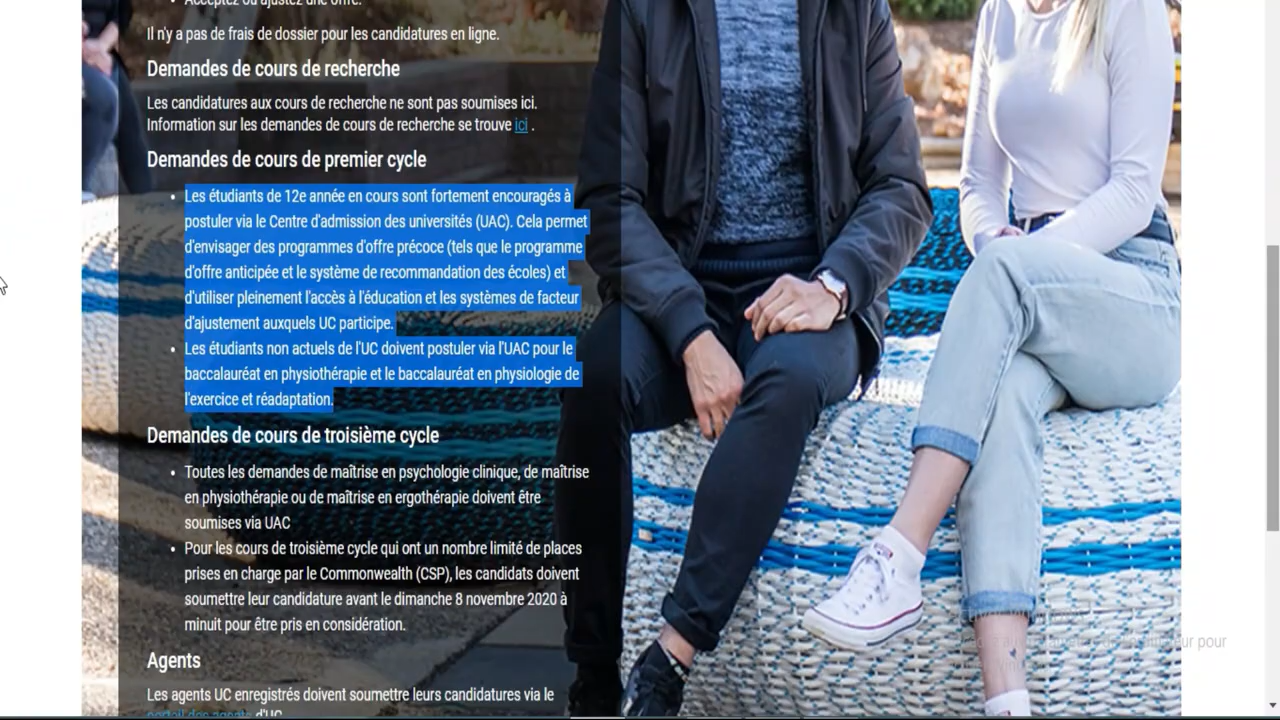 Acceptez ou ajustez une offre.
Il n'y a pas de frais de dossier pour les candidatures en ligne.
Demandes de cours de recherche
Les candidatures aux cours de recherche ne sont pas soumises ici.
Information sur les demandes de cours de recherche se trouve ici .
Demandes de cours de premier cycle
• Les étudiants de 12e année en cours sont fortement encouragés à
postuler via le Centre d'admission des universités (UAC). Cela permet
d'envisager des programmes d'offre précoce (tels que le programme
d'offre anticipée et le système de recommandation des écoles) et
d'utiliser pleinement l'accès à l'éducation et les systèmes de facteur
d'ajustement auxquels UC participe.
• Les étudiants non actuels de l'UC doivent postuler via l'UAC pour le
baccalauréat en physiothérapie et le baccalauréat en physiologie de
l'exercice et réadaptation.
Demandes de cours de troisième cycle
• Toutes les demandes de maîtrise en psychologie clinique, de maîtrise
en physiothérapie ou de maîtrise en ergothérapie doivent être
soumises via UAC
• Pour les cours de troisième cycle qui ont un nombre limité de places
prises en charge par le Commonwealth (CSP), les candidats doivent
soumettre leur candidature avant le dimanche 8 novembre 2020 à
minuit pour être pris en considération.
Agents
Les agents UC enregistrés doivent soumettre leurs candidatures via le
portail des agents d'UC
pour